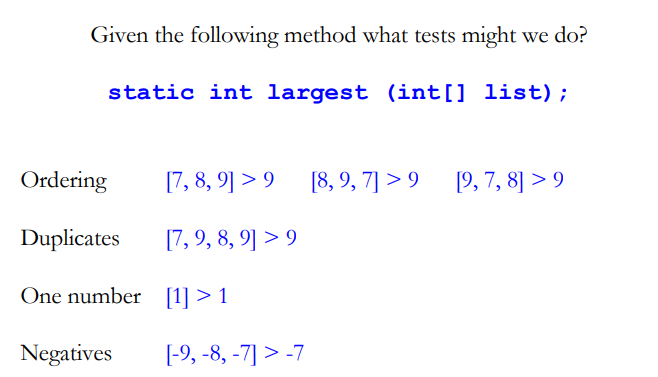 Given the following method what tests might we do?
static int largest (int[] list);
Ordering [7, 8, 9] > 9 [8, 9, 7] > 9 [9, 7, 8] > 9
Duplicates [7, 9, 8, 9] > 9
One number [1] > 1
Negatives [-9, -8, -7] > -7